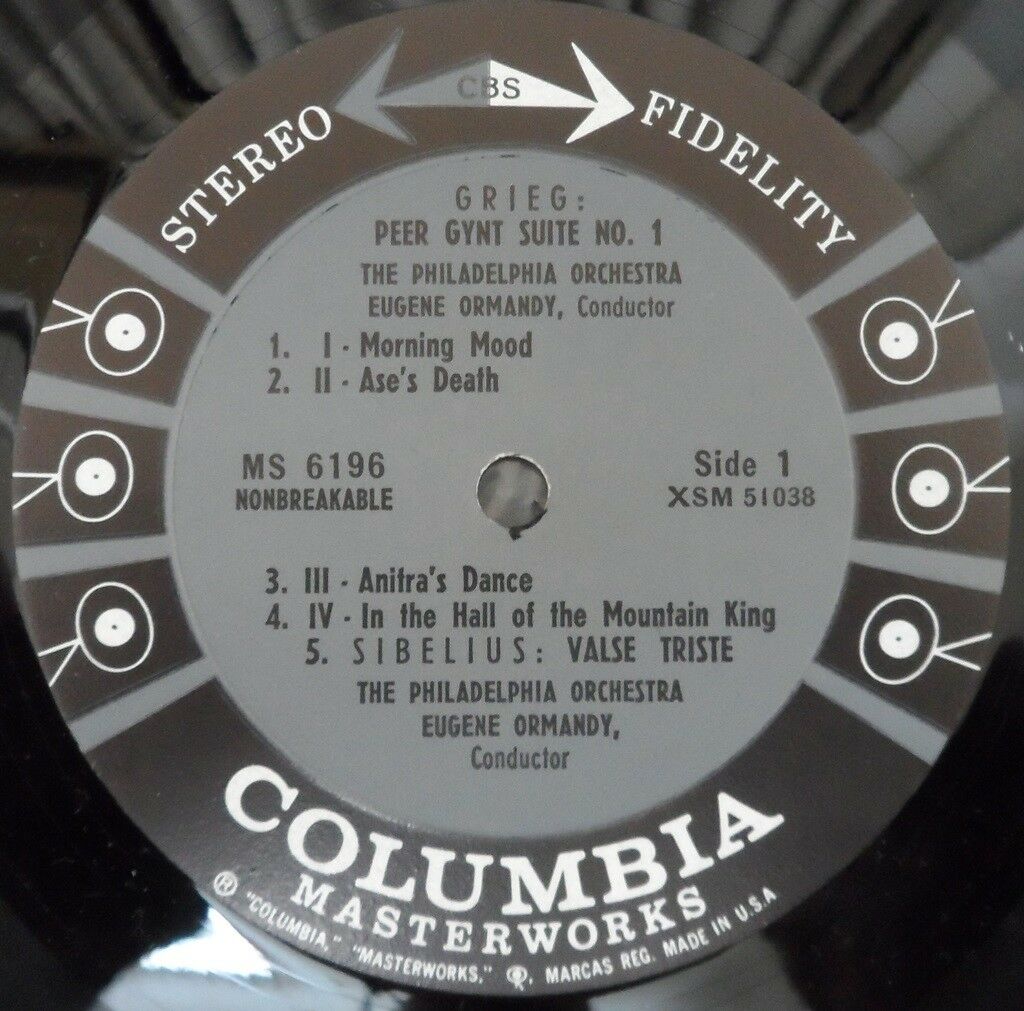 CBS
STEREO FIDELITY
GRIEG:
PEER GYNT SUITE NO. 1
THE PHILADELPHIA ORCHESTRA
EUGENE ORMANDY, Conductor
1. I - Morning Mood
2. II - Ase's Death
MS 6196
NONBREAKABLE
Side 1
XSM 51038
3. III - Anitra's Dance
4. IV - In the Hall of the Mountain King
5. SIBELIUS: VALSE TRISTE
THE PHILADELPHIA ORCHESTRA
EUGENE ORMANDY,
Conductor
COLUMBIA
MASTERWORKS
® "COLUMBIA," "MASTERWORKS," , MARCAS REG. MADE IN U.S.A